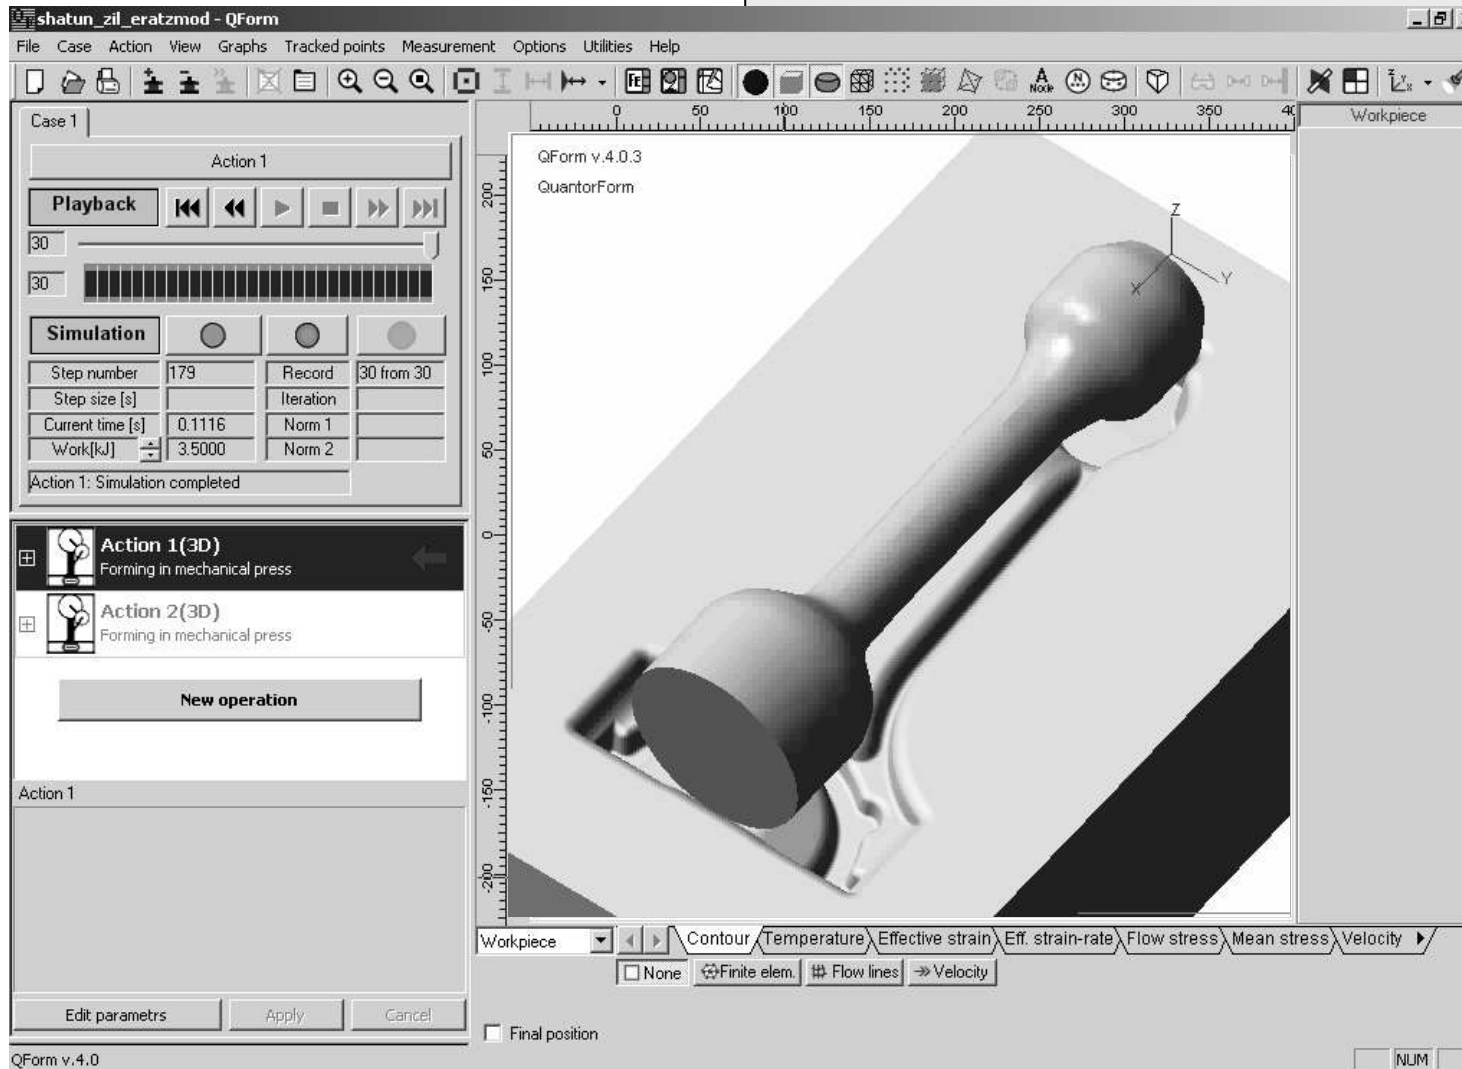 shatun_zil_eratzmod - QForm
File Case Action View Graphs Tracked points Measurement Options Utilities Help
FE
A Node
N
Z Y X
Case 1
Action 1
Playback
30
30
Simulation
Step number 179 Record 30 from 30
Step size [s] Iteration
Current time [s] 0.1116 Norm 1
Work[kJ] 3.5000 Norm 2
Action 1: Simulation completed
Action 1(3D)
Forming in mechanical press
Action 2(3D)
Forming in mechanical press
New operation
Action 1
Edit parametrs Apply Cancel
QForm v.4.0
0 50 100 150 200 250 300 350 40
200
150
100
50
0
-50
-100
-150
-200
QForm v.4.0.3
QuantorForm
Z
Y
X
Workpiece
Workpiece Contour Temperature Effective strain Eff. strain-rate Flow stress Mean stress Velocity
None Finite elem. Flow lines Velocity
Final position
NUM